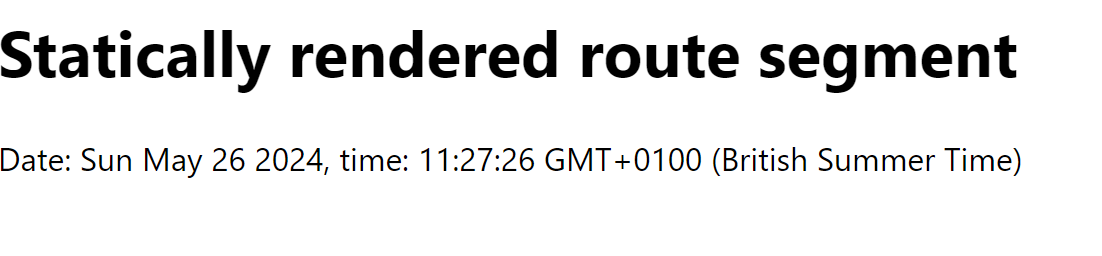 Statically rendered route segment
Date: Sun May 26 2024, time: 11:27:26 GMT+0100 (British Summer Time)